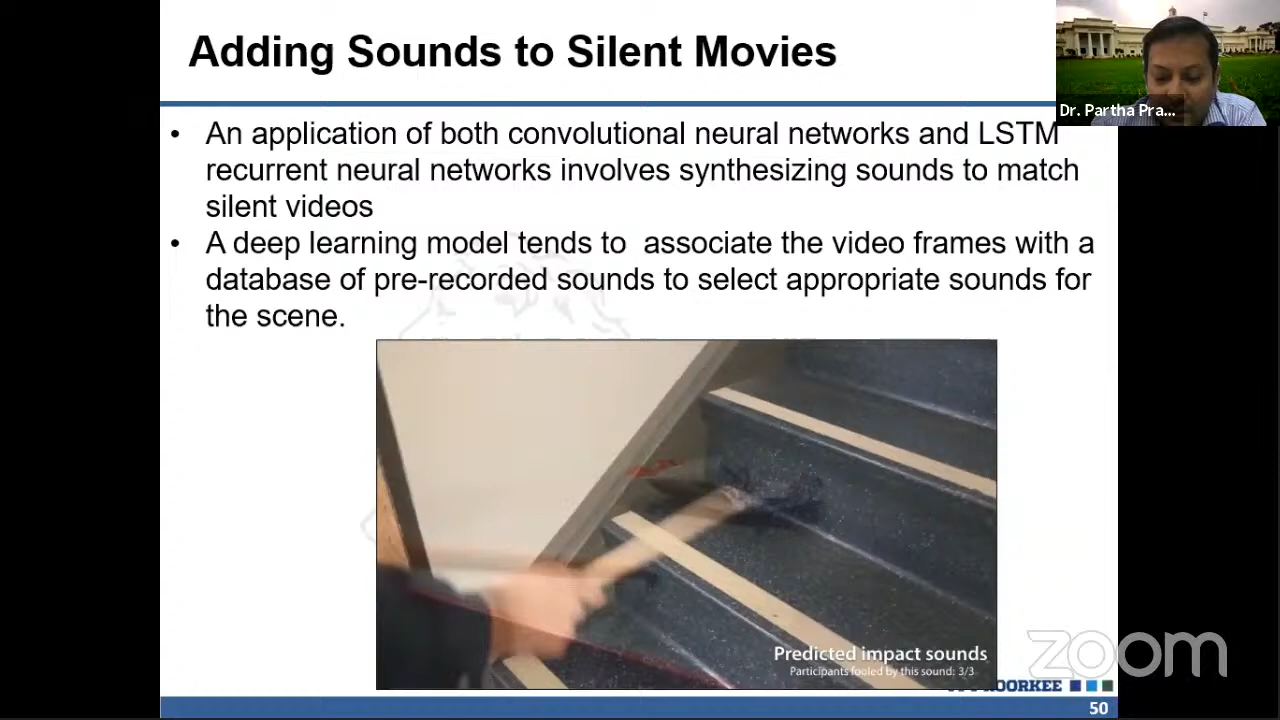 Adding Sounds to Silent Movies
Dr. Partha Pra...
• An application of both convolutional neural networks and LSTM
recurrent neural networks involves synthesizing sounds to match
silent videos
• A deep learning model tends to associate the video frames with a
database of pre-recorded sounds to select appropriate sounds for
the scene.
Predicted impact sounds
Participants fooled by this sound: 3/3
zoom
50